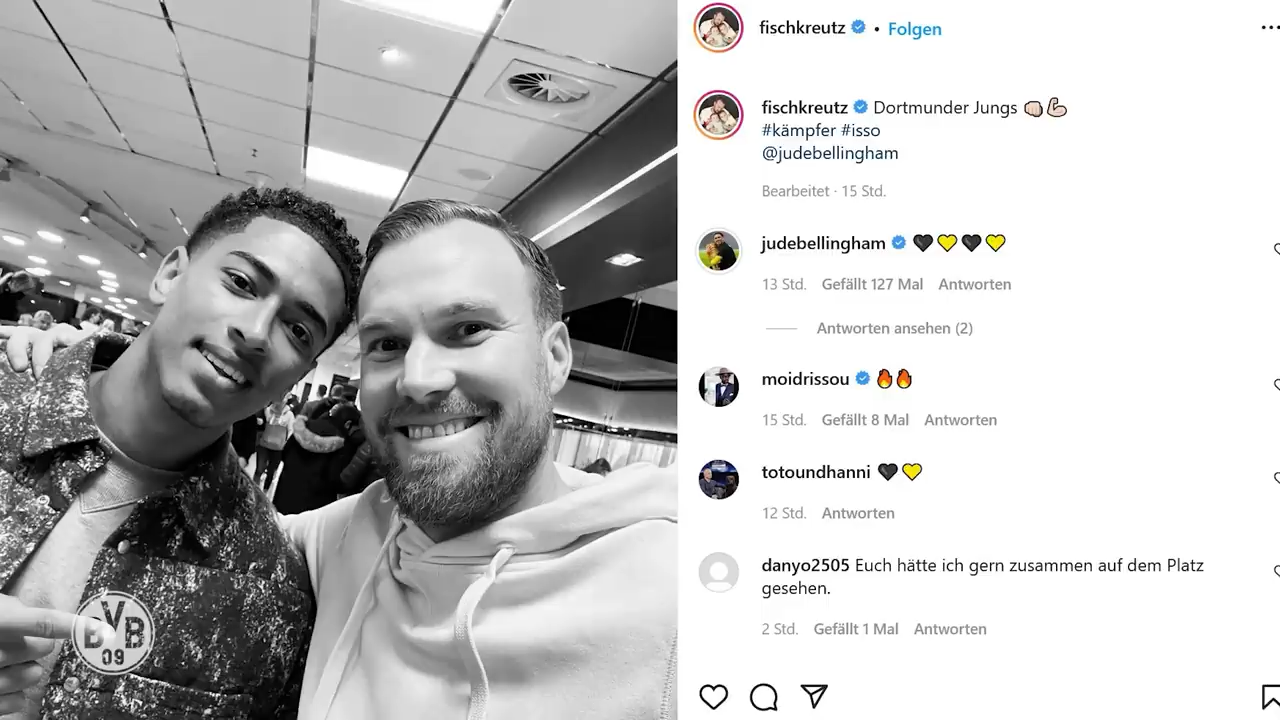 fischkreutz • Folgen
fischkreutz Dortmunder Jungs 👊🏻💪🏻
#kämpfer #isso
@judebellingham
Bearbeitet · 15 Std.
judebellingham 🖤💛🖤💛
13 Std. Gefällt 127 Mal Antworten
Antworten ansehen (2)
moidrissou 🔥🔥
15 Std. Gefällt 8 Mal Antworten
totoundhanni 🖤💛
12 Std. Antworten
danyo2505 Euch hätte ich gern zusammen auf dem Platz
gesehen.
2 Std. Gefällt 1 Mal Antworten
BVB
09